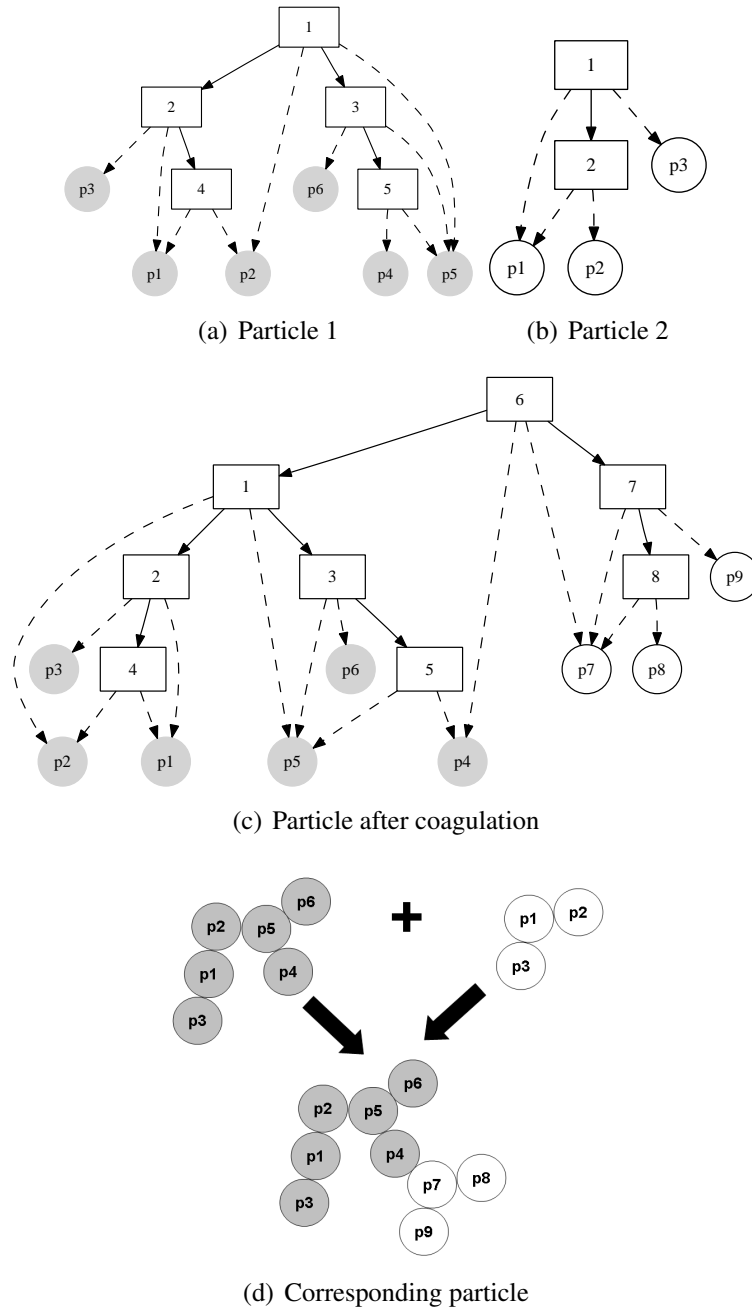 1
1
2
3
2
p3
p3
4
p6
5
p1
p2
p4
p5
p1
p2
(a) Particle 1
(b) Particle 2
6
1
7
2
3
8
p9
p3
4
p6
5
p7
p8
p2
p1
p5
p4
(c) Particle after coagulation
p6
p2
p5
p1
p4
p3
+
p1
p2
p3
p6
p2
p5
p1
p4
p3
p7
p8
p9
(d) Corresponding particle